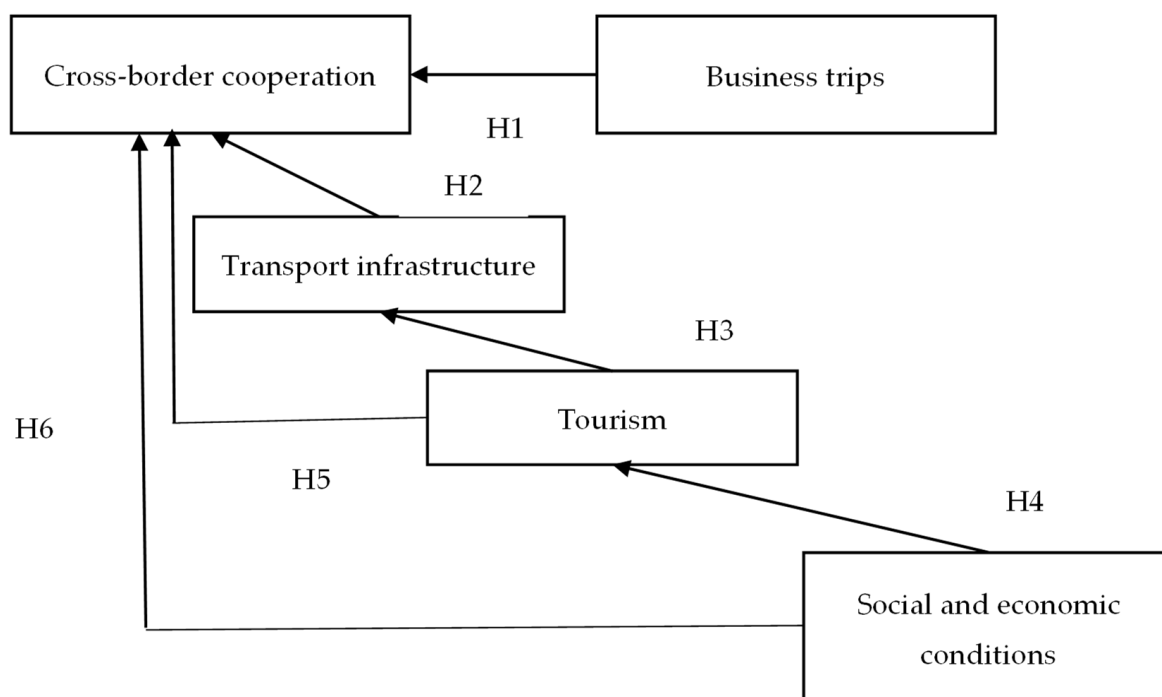 Cross-border cooperation
Business trips
H1
H2
Transport infrastructure
H3
Tourism
H6
H5
H4
Social and economic
conditions